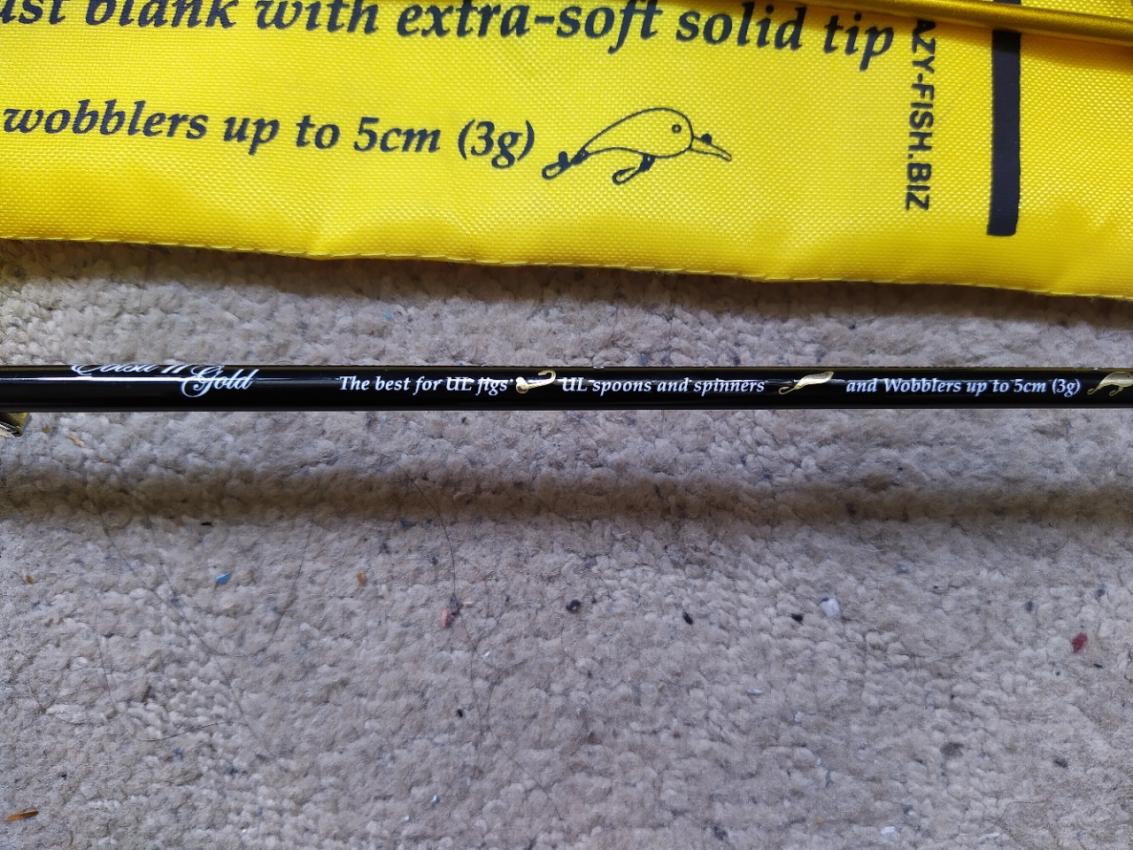 blank with extra-soft solid tip
wobblers up to 5cm (3g)
AZY-FISH.BIZ
Gold
The best for UL jigs UL spoons and spinners and Wobblers up to 5cm (3g)